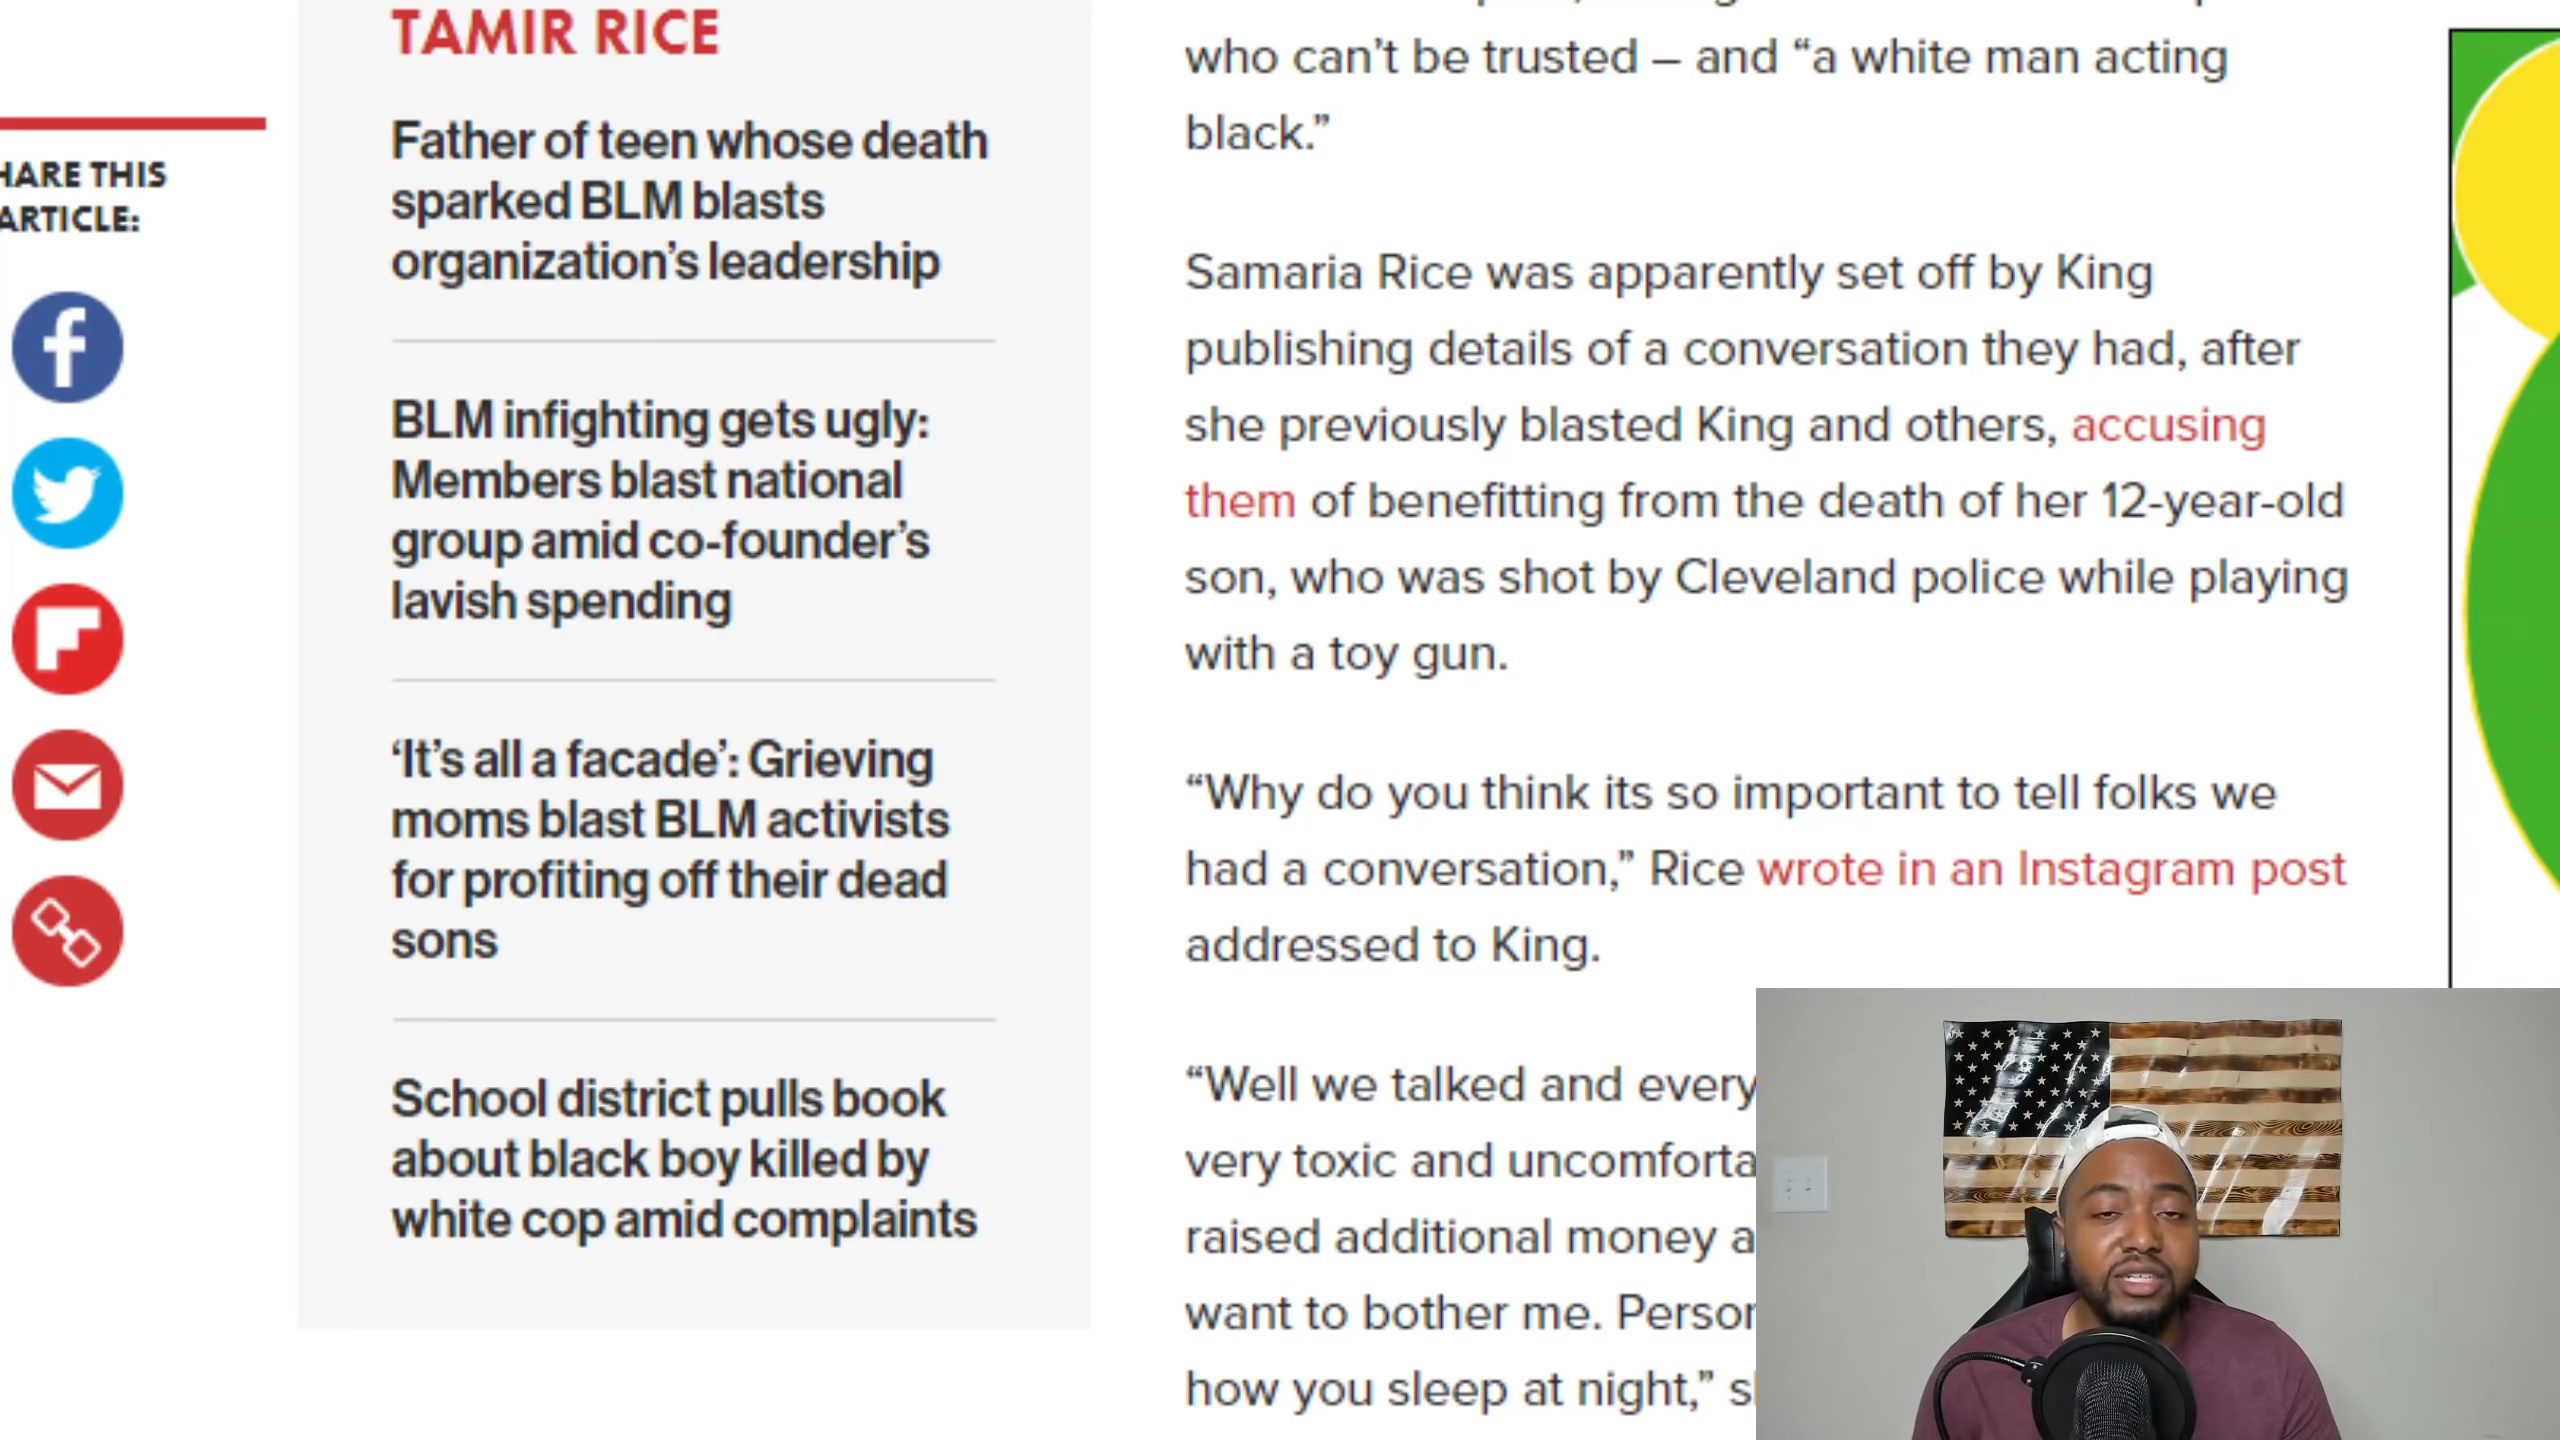 TAMIR RICE
Father of teen whose death
sparked BLM blasts
organization's leadership
BLM infighting gets ugly:
Members blast national
group amid co-founder's
lavish spending
'It's all a facade': Grieving
moms blast BLM activists
for profiting off their dead
sons
School district pulls book
about black boy killed by
white cop amid complaints
HARE THIS
ARTICLE:
who can't be trusted – and “a white man acting
black.”
Samaria Rice was apparently set off by King
publishing details of a conversation they had, after
she previously blasted King and others, accusing
them of benefitting from the death of her 12-year-old
son, who was shot by Cleveland police while playing
with a toy gun.
“Why do you think its so important to tell folks we
had a conversation,” Rice wrote in an Instagram post
addressed to King.
“Well we talked and every
very toxic and uncomforta
raised additional money a
want to bother me. Person
how you sleep at night,” s